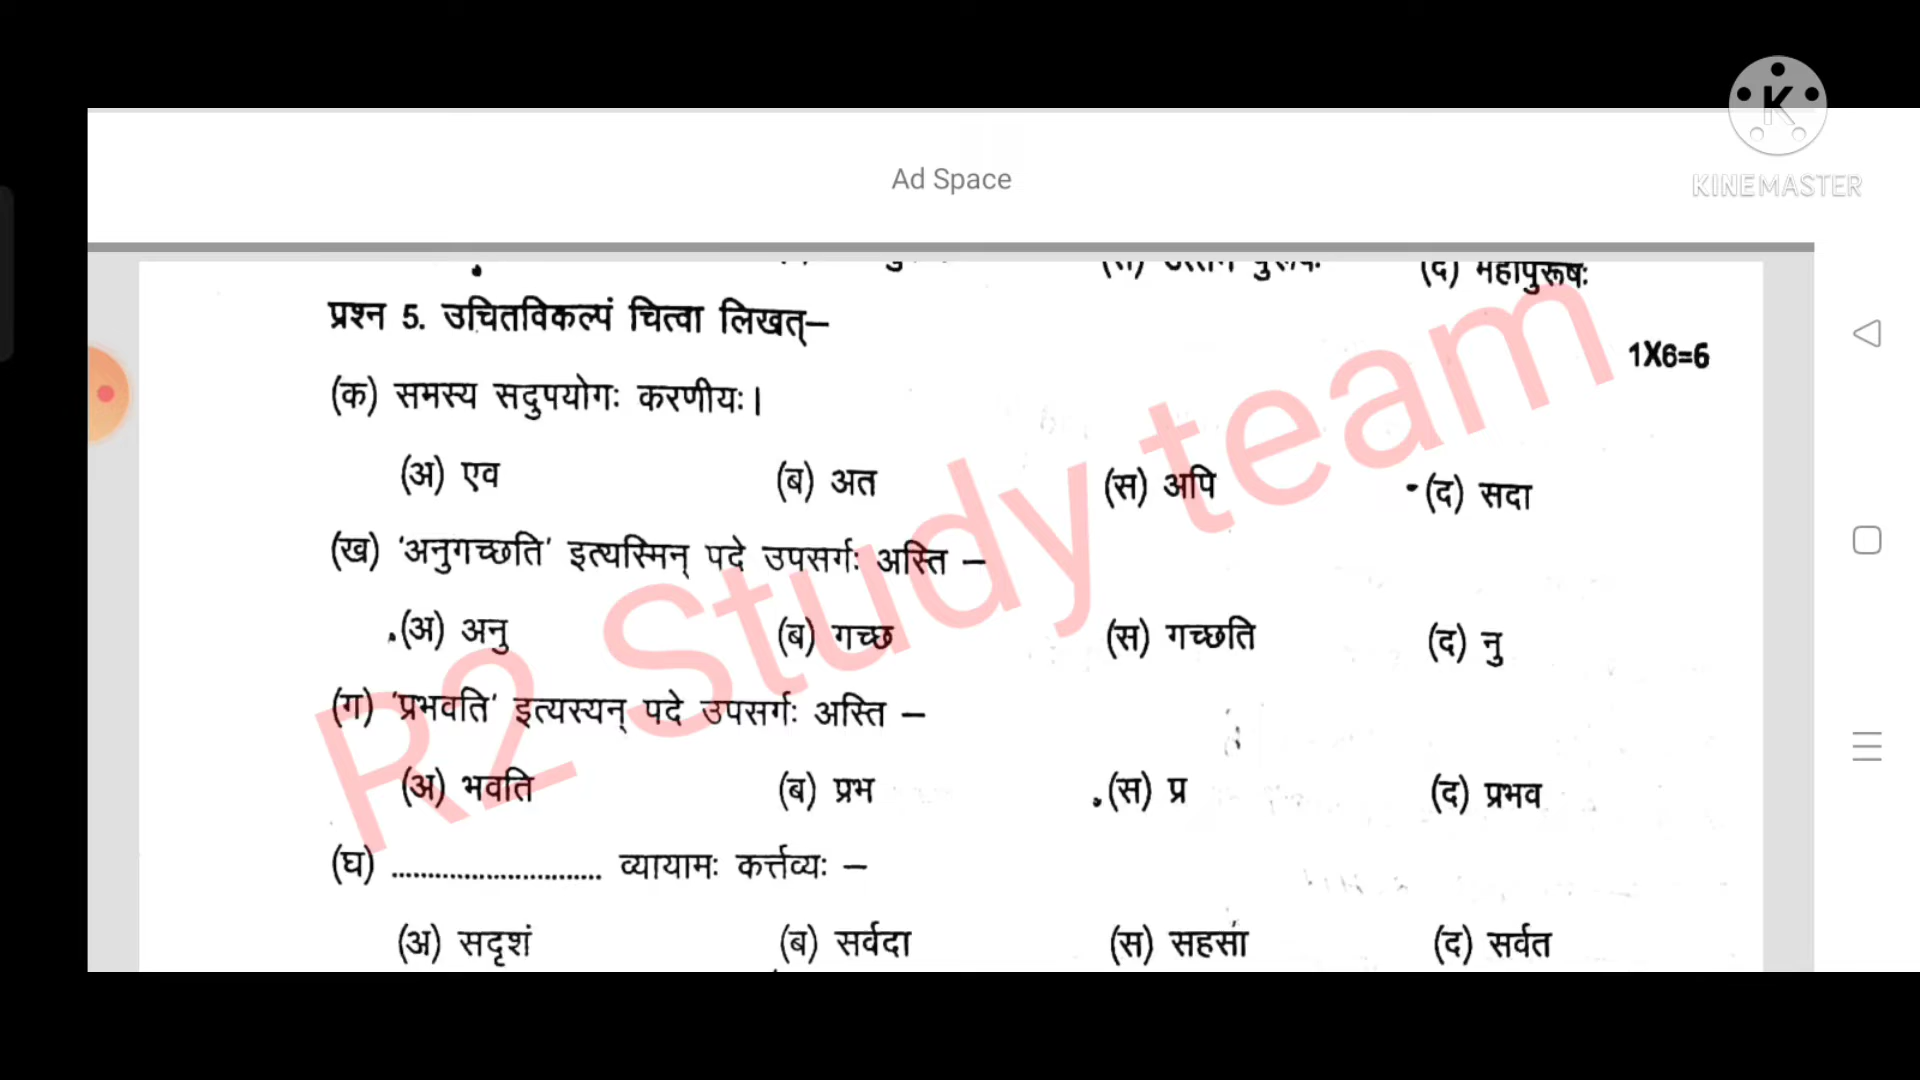 K
KINEMASTER
Ad Space
(द) महापुरूषः
प्रश्न 5. उचितविकल्पं चित्वा लिखत्–
1X6=6
(क) समस्य सदुपयोगः करणीयः।
(अ) एव (ब) अत (स) अपि (द) सदा
(ख) ‘अनुगच्छति’ इत्यस्मिन् पदे उपसर्गः अस्ति –
(अ) अनु (ब) गच्छ (स) गच्छति (द) नु
(ग) ‘प्रभवति’ इत्यस्यन् पदे उपसर्गः अस्ति –
(अ) भवति (ब) प्रभ (स) प्र (द) प्रभव
(घ) ............................. व्यायामः कर्त्तव्यः –
(अ) सदृशं (ब) सर्वदा (स) सहसा (द) सर्वत
R2 Study team